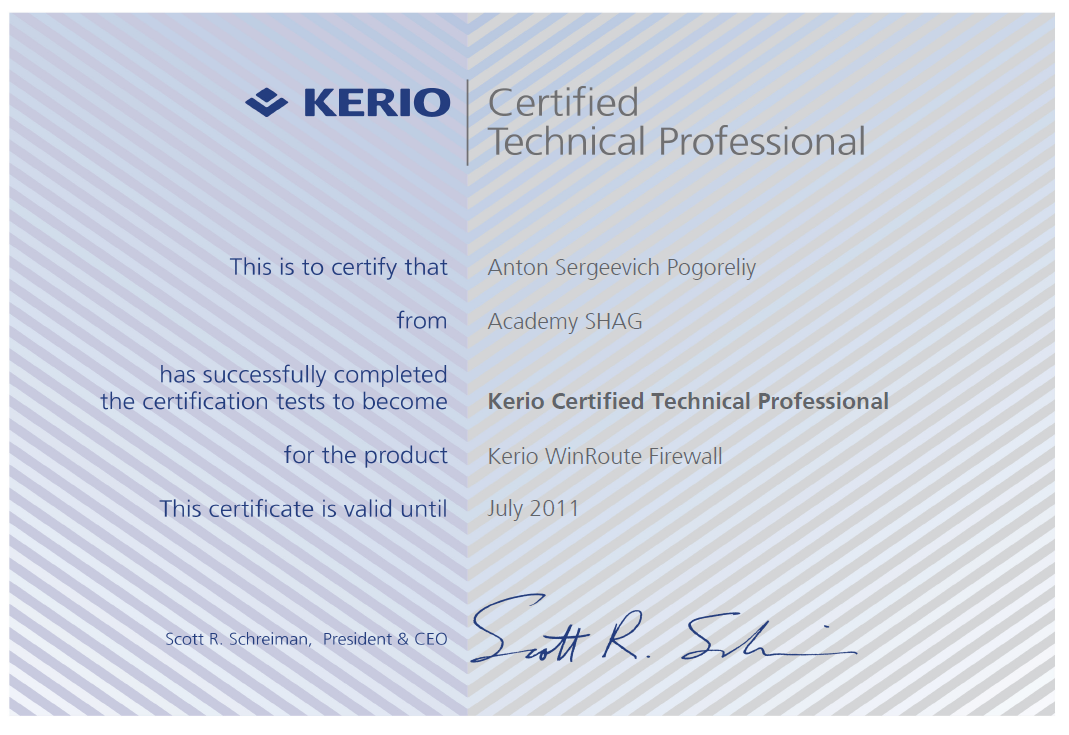 KERIO
Certified
Technical Professional
This is to certify that Anton Sergeevich Pogoreliy
from Academy SHAG
has successfully completed
the certification tests to become Kerio Certified Technical Professional
for the product Kerio WinRoute Firewall
This certificate is valid until July 2011
Scott R. Schreiman, President & CEO Scott R. Sch